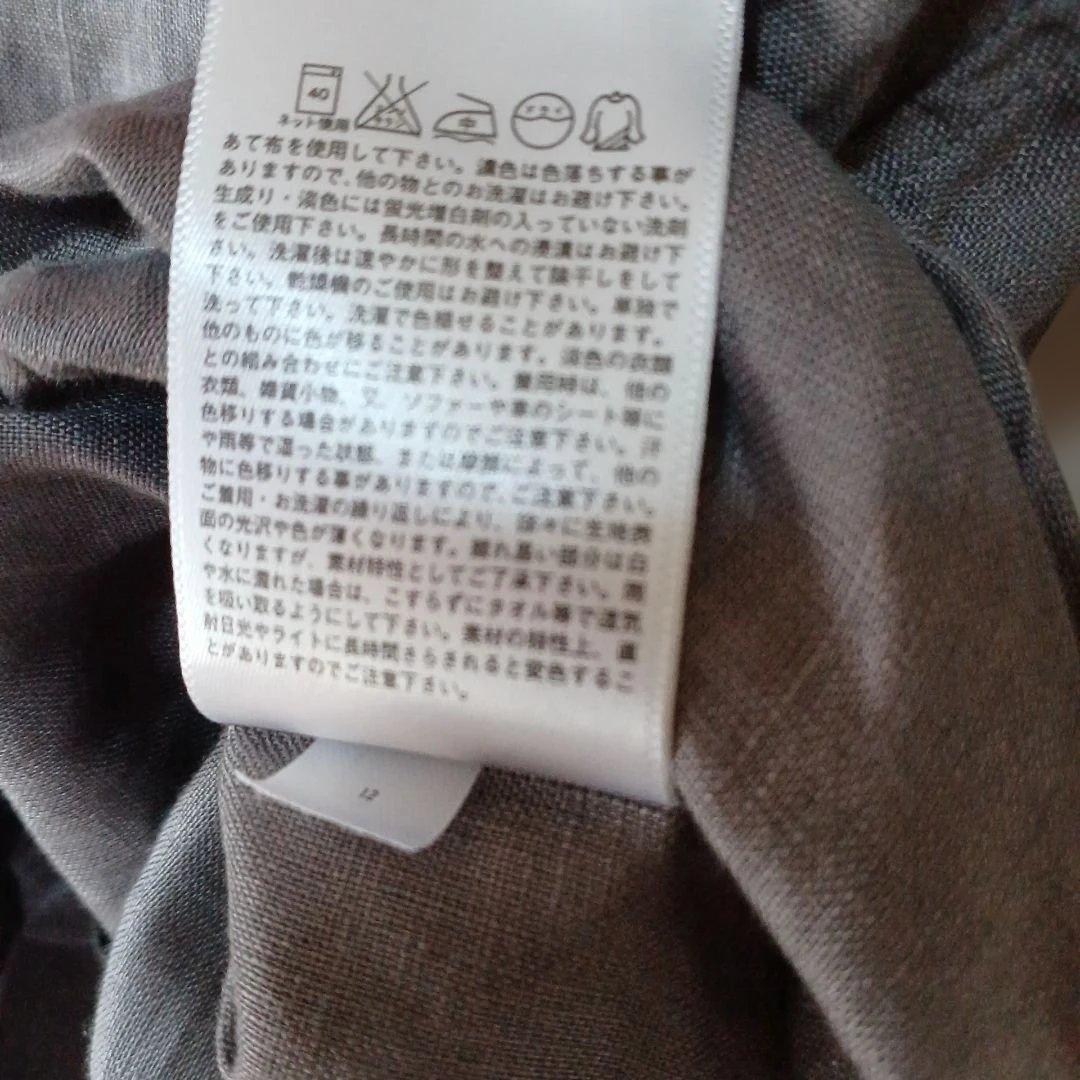 40
ネット使用
中
あて布を使用して下さい。濃色は色落ちする事が
ありますので、他の物とのお洗濯はお避け下さい。
生成り・淡色には蛍光増白剤の入っていない洗剤
をご使用下さい。長時間の水への浸漬はお避け下
さい。洗濯後は速やかに形を整えて陰干しをして
下さい。乾燥機のご使用はお避け下さい。単独で
洗って下さい。洗濯で色褪せることがあります。
他のものに色が移ることがあります。淡色の衣類
との組み合わせにご注意下さい。着用時は、他の
衣類、雑貨小物、又、ソファーや車のシート等に
色移りする場合がありますのでご注意下さい。汗
や雨等で湿った状態、または摩擦によって、他の
物に色移りする事がありますので、ご注意下さい。
ご着用・お洗濯の繰り返しにより、徐々に生地表
面の光沢や色が薄くなります。擦れ易い部分は白
くなりますが、素材特性としてご了承下さい。雨
や水に濡れた場合は、こすらずにタオル等で湿気
を吸い取るようにして下さい。素材の特性上、直
射日光やライトに長時間さらされると変色するこ
とがありますのでご注意下さい。
12